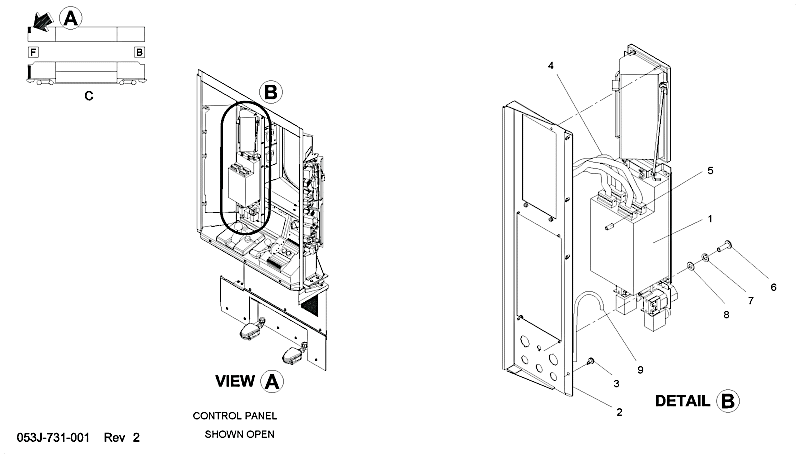 A
F B
C
B
VIEW A
CONTROL PANEL
SHOWN OPEN
053J-731-001 Rev 2
4
5
1
6
7
8
9
3
2
DETAIL B